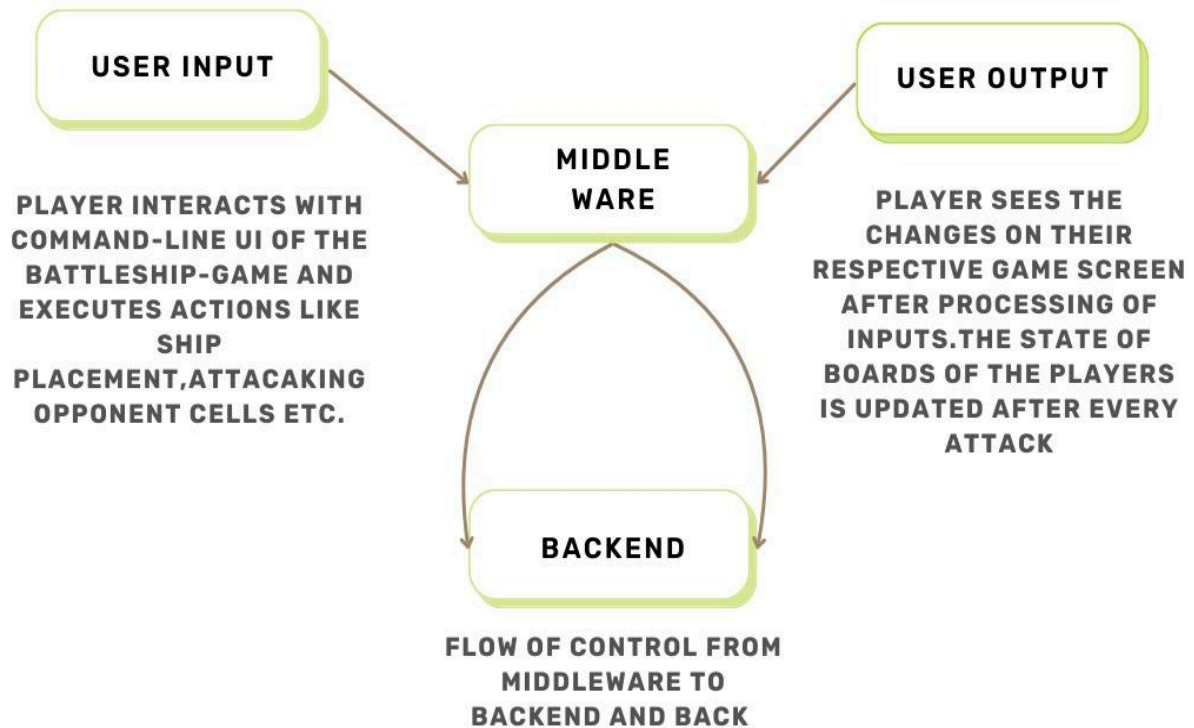 USER INPUT
PLAYER INTERACTS WITH
COMMAND-LINE UI OF THE
BATTLESHIP-GAME AND
EXECUTES ACTIONS LIKE
SHIP
PLACEMENT,ATTACAKING
OPPONENT CELLS ETC.
MIDDLE
WARE
USER OUTPUT
PLAYER SEES THE
CHANGES ON THEIR
RESPECTIVE GAME SCREEN
AFTER PROCESSING OF
INPUTS.THE STATE OF
BOARDS OF THE PLAYERS
IS UPDATED AFTER EVERY
ATTACK
BACKEND
FLOW OF CONTROL FROM
MIDDLEWARE TO
BACKEND AND BACK